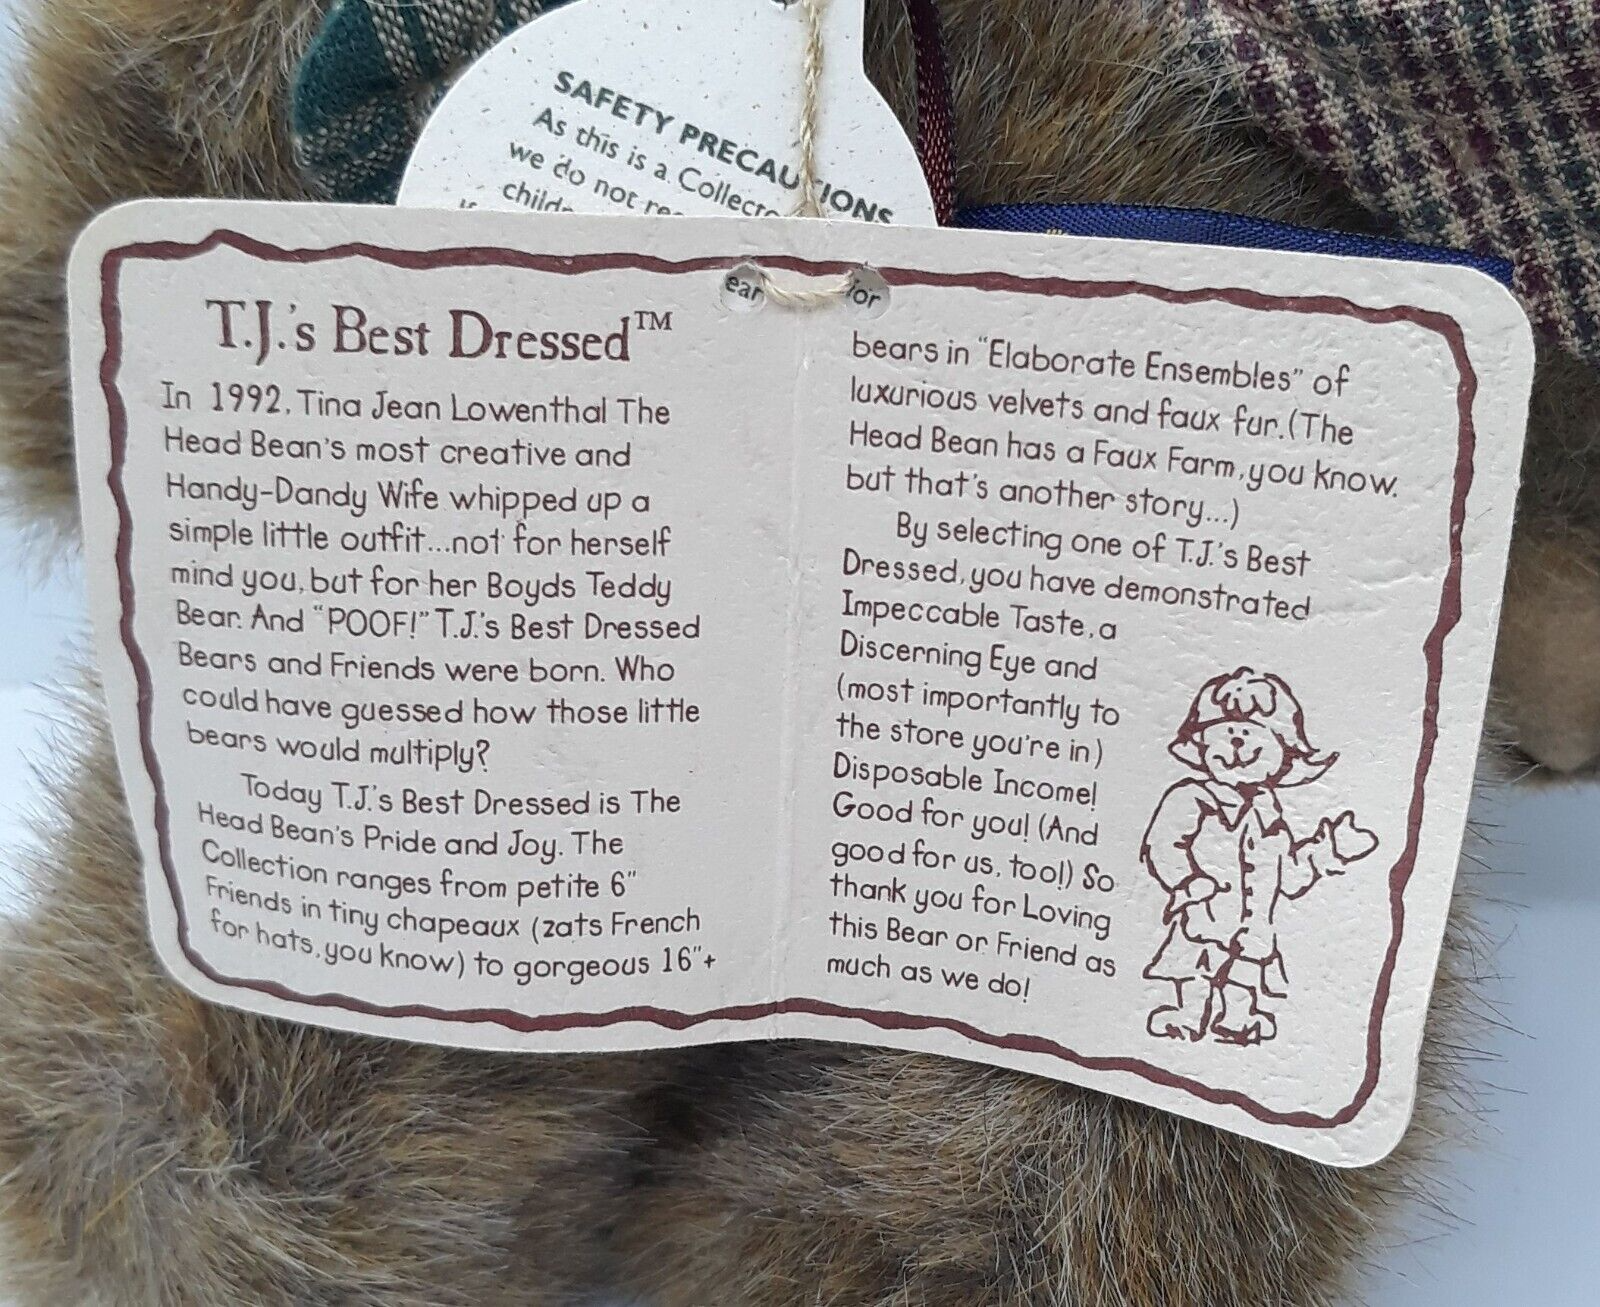 SAFETY PRECAUTIONS
As this is a Collecto
we do not re
child
T.J.'s Best Dressed™
In 1992, Tina Jean Lowenthal The
Head Bean's most creative and
Handy-Dandy Wife whipped up a
simple little outfit...not for herself
mind you, but for her Boyds Teddy
Bear. And "POOF!" T.J.'s Best Dressed
Bears and Friends were born. Who
could have guessed how those little
bears would multiply?
Today T.J.'s Best Dressed is The
Head Bean's Pride and Joy. The
Collection ranges from petite 6"
Friends in tiny chapeaux (zats French
for hats, you know) to gorgeous 16"+
ear
ior
bears in "Elaborate Ensembles" of
luxurious velvets and faux fur. (The
Head Bean has a Faux Farm, you know,
but that's another story...)
By selecting one of T.J.'s Best
Dressed, you have demonstrated
Impeccable Taste, a
Discerning Eye and
(most importantly to
the store you're in)
Disposable Income!
Good for you! (And
good for us, too!) So
thank you for Loving
this Bear or Friend as
much as we do!